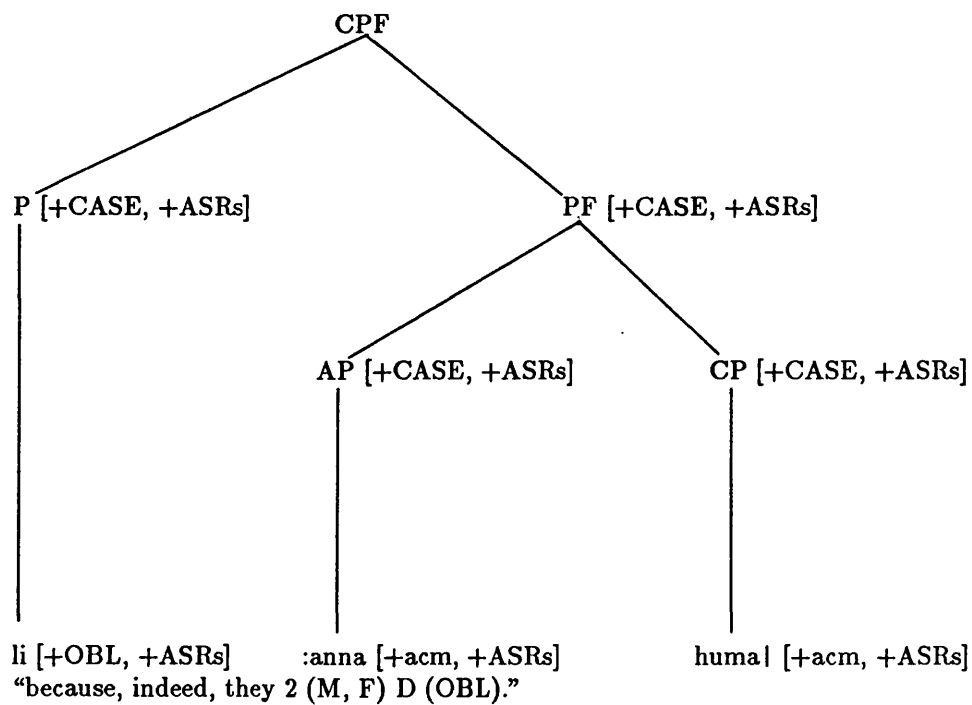 CPF
P [+CASE, +ASRs] PF [+CASE, +ASRs]
AP [+CASE, +ASRs] CP [+CASE, +ASRs]
li [+OBL, +ASRs] :anna [+acm, +ASRs] huma| [+acm, +ASRs]
“because, indeed, they 2 (M, F) D (OBL).”